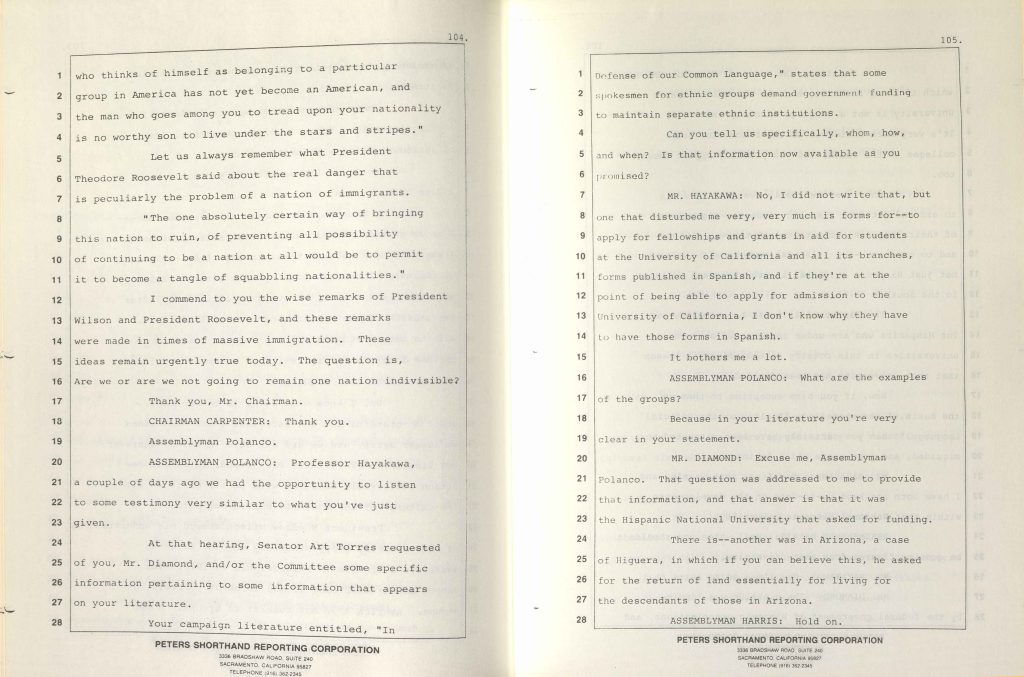 104.
1 who thinks of himself as belonging to a particular
2 group in America has not yet become an American, and
3 the man who goes among you to tread upon your nationality
4 is no worthy son to live under the stars and stripes."
5 Let us always remember what President
6 Theodore Roosevelt said about the real danger that
7 is peculiarly the problem of a nation of immigrants.
8 "The one absolutely certain way of bringing
9 this nation to ruin, of preventing all possibility
10 of continuing to be a nation at all would be to permit
11 it to become a tangle of squabbling nationalities."
12 I commend to you the wise remarks of President
13 Wilson and President Roosevelt, and these remarks
14 were made in times of massive immigration. These
15 ideas remain urgently true today. The question is,
16 Are we or are we not going to remain one nation indivisible?
17 Thank you, Mr. Chairman.
18 CHAIRMAN CARPENTER: Thank you.
19 Assemblyman Polanco.
20 ASSEMBLYMAN POLANCO: Professor Hayakawa,
21 a couple of days ago we had the opportunity to listen
22 to some testimony very similar to what you've just
23 given.
24 At that hearing, Senator Art Torres requested
25 of you, Mr. Diamond, and/or the Committee some specific
26 information pertaining to some information that appears
27 on your literature.
28 Your campaign literature entitled, "In
PETERS SHORTHAND REPORTING CORPORATION
3336 BRADSHAW ROAD, SUITE 240
SACRAMENTO, CALIFORNIA 95827
TELEPHONE (916) 362-2345
105.
1 Defense of our Common Language," states that some
2 spokesmen for ethnic groups demand government funding
3 to maintain separate ethnic institutions.
4 Can you tell us specifically, whom, how,
5 and when? Is that information now available as you
6 promised?
7 MR. HAYAKAWA: No, I did not write that, but
8 one that disturbed me very, very much is forms for--to
9 apply for fellowships and grants in aid for students
10 at the University of California and all its branches,
11 forms published in Spanish, and if they're at the
12 point of being able to apply for admission to the
13 University of California, I don't know why they have
14 to have those forms in Spanish.
15 It bothers me a lot.
16 ASSEMBLYMAN POLANCO: What are the examples
17 of the groups?
18 Because in your literature you're very
19 clear in your statement.
20 MR. DIAMOND: Excuse me, Assemblyman
21 Polanco. That question was addressed to me to provide
22 that information, and that answer is that it was
23 the Hispanic National University that asked for funding.
24 There is--another was in Arizona, a case
25 of Higuera, in which if you can believe this, he asked
26 for the return of land essentially for living for
27 the descendants of those in Arizona.
28 ASSEMBLYMAN HARRIS: Hold on.
PETERS SHORTHAND REPORTING CORPORATION
3336 BRADSHAW ROAD, SUITE 240
SACRAMENTO, CALIFORNIA 95827
TELEPHONE (916) 362-2345